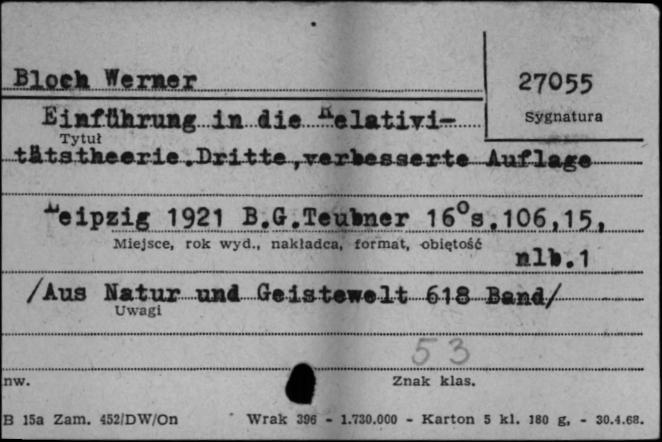 Bloch Werner
27055
Sygnatura
Einführung in die Relativi-
Tytuł
tätstheerie.Dritte,verbesserte Auflage
Leipzig 1921 B.G.Teubner 16°s.106,15,
Miejsce, rok wyd., nakładca, format, objętość
nlb.1
/Aus Natur und Geistewelt 618 Band/
Uwagi
53
nw.
Znak klas.
B 15a Zam. 452/DW/On Wrak 396 - 1.730.000 - Karton 5 kl. 180 g, - 30.4.68.